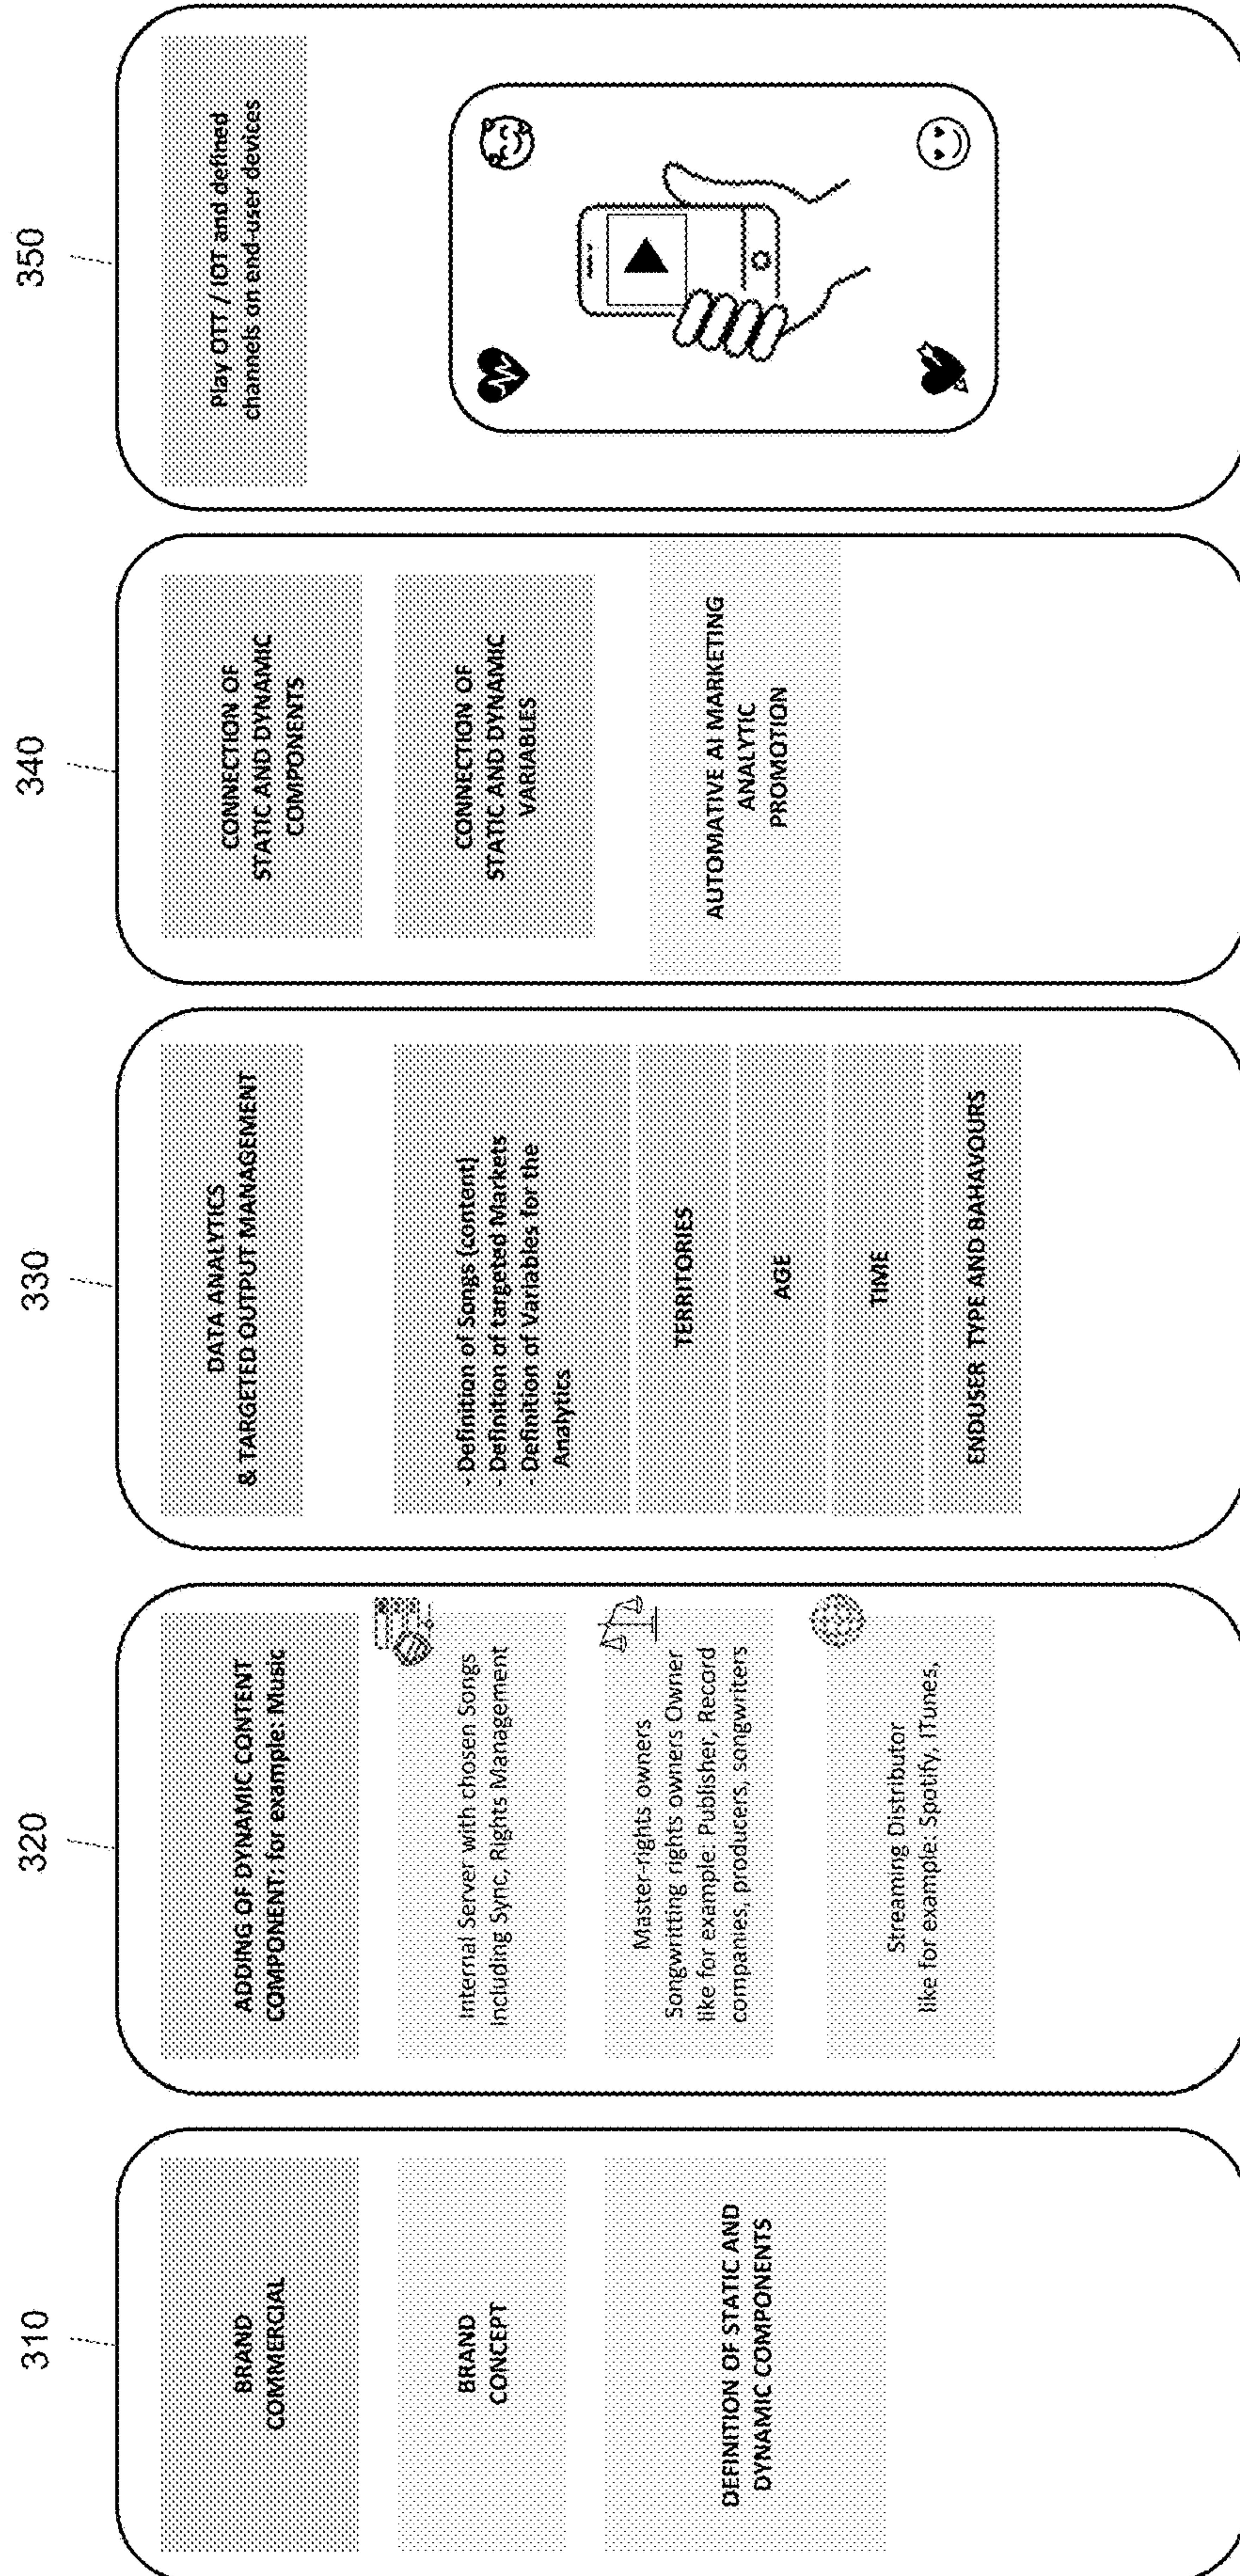 310
BRAND
COMMERCIAL
BRAND
CONCEPT
DEFINITION OF STATIC AND
DYNAMIC COMPONENTS
320
ADDING OF DYNAMIC CONTENT
COMPONENT; for example: Music
Internal Server with chosen Songs
including Sync, Rights Management
Master-rights owners
Songwritting rights owners Owner
like for example: Publisher, Record
companies, producers, songwriters
Streaming Distributor
like for example: Spotify, ITunes,
330
DATA ANALYTICS
& TARGETED OUTPUT MANAGEMENT
- Definition of Songs (content)
- Definition of targeted Markets
- Definition of Variables for the
Analytics
TERRITORIES
AGE
TIME
ENDUSER TYPE AND BAHAVOURS
340
CONNECTION OF
STATIC AND DYNAMIC
COMPONENTS
CONNECTION OF
STATIC AND DYNAMIC
VARIABLES
AUTOMATIVE AI MARKETING
ANALYTIC
PROMOTION
350
Play OTT / IOT and defined
channels on end-user devices